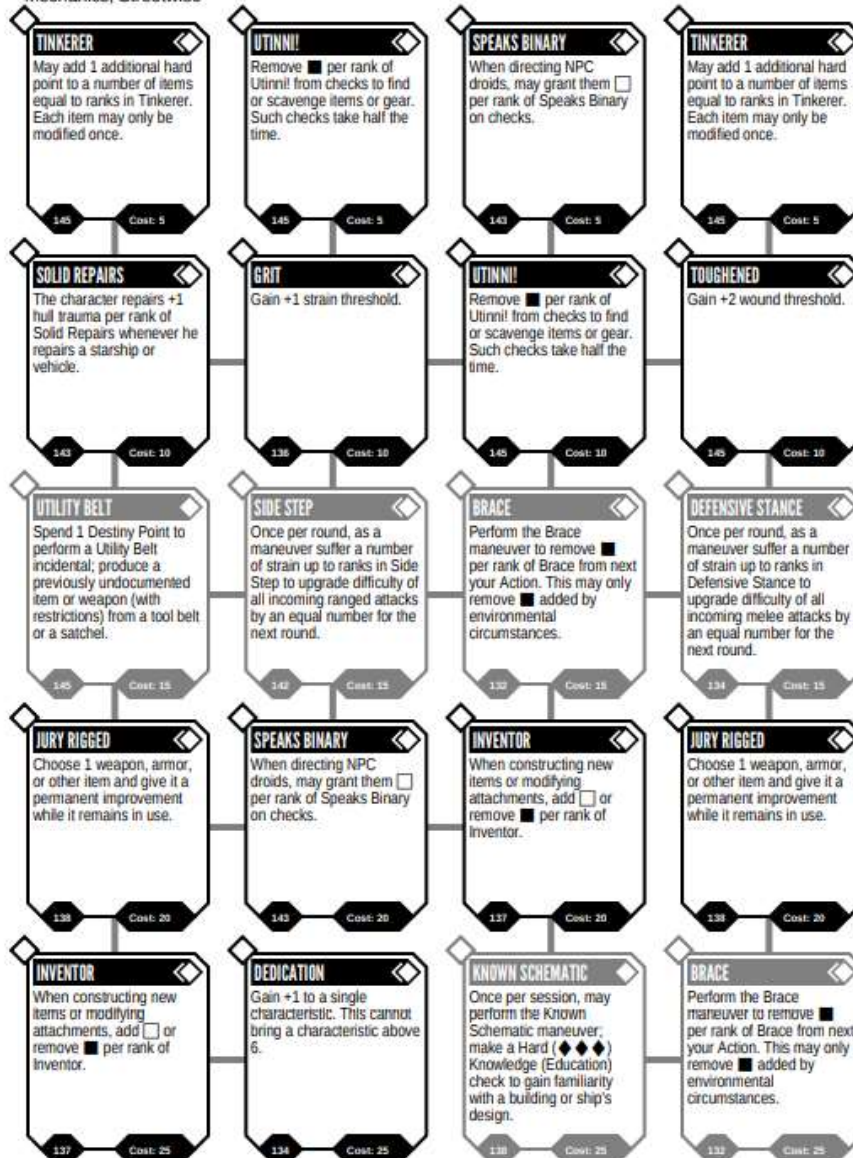 TINKERER
May add 1 additional hard
point to a number of items
equal to ranks in Tinkerer.
Each item may only be
modified once.
145 Cost: 5
UTINNI!
Remove ■ per rank of
Utinni! from checks to find
or scavenge items or gear.
Such checks take half the
time.
145 Cost: 5
SPEAKS BINARY
When directing NPC
droids, may grant them □
per rank of Speaks Binary
on checks.
143 Cost: 5
TINKERER
May add 1 additional hard
point to a number of items
equal to ranks in Tinkerer.
Each item may only be
modified once.
145 Cost: 5
SOLID REPAIRS
The character repairs +1
hull trauma per rank of
Solid Repairs whenever he
repairs a starship or
vehicle.
143 Cost: 10
GRIT
Gain +1 strain threshold.
136 Cost: 10
UTINNI!
Remove ■ per rank of
Utinni! from checks to find
or scavenge items or gear.
Such checks take half the
time.
145 Cost: 10
TOUGHENED
Gain +2 wound threshold.
145 Cost: 10
UTILITY BELT
Spend 1 Destiny Point to
perform a Utility Belt
incidental; produce a
previously undocumented
item or weapon (with
restrictions) from a tool belt
or a satchel.
145 Cost: 15
SIDE STEP
Once per round, as a
maneuver suffer a number
of strain up to ranks in Side
Step to upgrade difficulty of
all incoming ranged attacks
by an equal number for the
next round.
142 Cost: 15
BRACE
Perform the Brace
maneuver to remove ■
per rank of Brace from next
your Action. This may only
remove ■ added by
environmental
circumstances.
132 Cost: 15
DEFENSIVE STANCE
Once per round, as a
maneuver suffer a number
of strain up to ranks in
Defensive Stance to
upgrade difficulty of all
incoming melee attacks by
an equal number for the
next round.
134 Cost: 15
JURY RIGGED
Choose 1 weapon, armor,
or other item and give it a
permanent improvement
while it remains in use.
138 Cost: 20
SPEAKS BINARY
When directing NPC
droids, may grant them □
per rank of Speaks Binary
on checks.
143 Cost: 20
INVENTOR
When constructing new
items or modifying
attachments, add □ or
remove ■ per rank of
Inventor.
137 Cost: 20
JURY RIGGED
Choose 1 weapon, armor,
or other item and give it a
permanent improvement
while it remains in use.
138 Cost: 20
INVENTOR
When constructing new
items or modifying
attachments, add □ or
remove ■ per rank of
Inventor.
137 Cost: 25
DEDICATION
Gain +1 to a single
characteristic. This cannot
bring a characteristic above
6.
134 Cost: 25
KNOWN SCHEMATIC
Once per session, may
perform the Known
Schematic maneuver;
make a Hard (◆◆◆)
Knowledge (Education)
check to gain familiarity
with a building or ship's
design.
138 Cost: 25
BRACE
Perform the Brace
maneuver to remove ■
per rank of Brace from next
your Action. This may only
remove ■ added by
environmental
circumstances.
132 Cost: 25